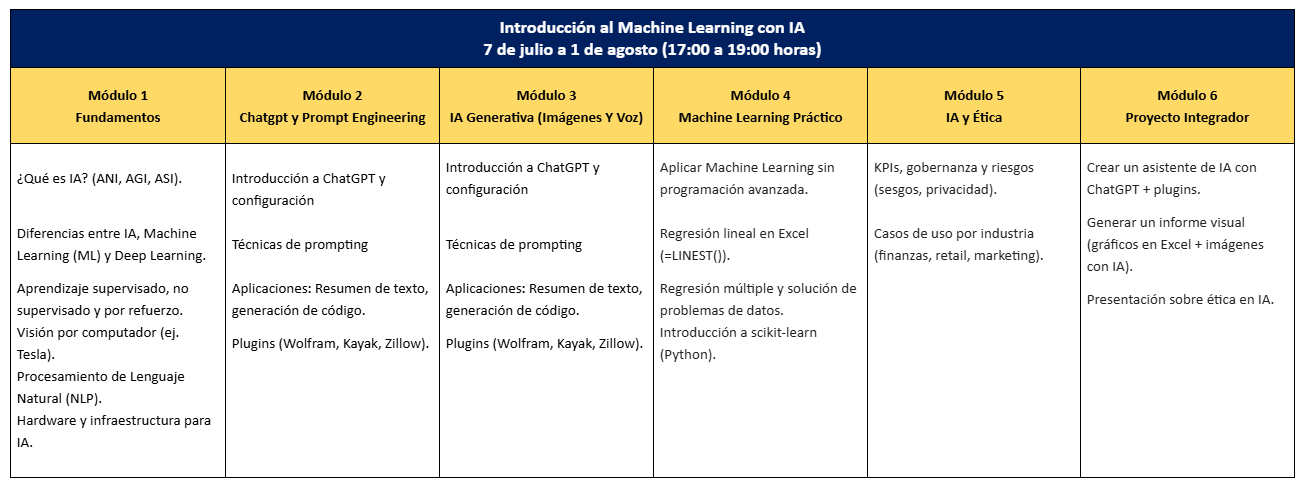 Introducción al Machine Learning con IA
7 de julio a 1 de agosto (17:00 a 19:00 horas)
Módulo 1
Fundamentos
Módulo 2
Chatgpt y Prompt Engineering
Módulo 3
IA Generativa (Imágenes Y Voz)
Módulo 4
Machine Learning Práctico
Módulo 5
IA y Ética
Módulo 6
Proyecto Integrador
¿Qué es IA? (ANI, AGI, ASI).
Diferencias entre IA, Machine
Learning (ML) y Deep Learning.
Aprendizaje supervisado, no
supervisado y por refuerzo.
Visión por computador (ej.
Tesla).
Procesamiento de Lenguaje
Natural (NLP).
Hardware y infraestructura para
IA.
Introducción a ChatGPT y
configuración
Técnicas de prompting
Aplicaciones: Resumen de texto,
generación de código.
Plugins (Wolfram, Kayak, Zillow).
Introducción a ChatGPT y
configuración
Técnicas de prompting
Aplicaciones: Resumen de texto,
generación de código.
Plugins (Wolfram, Kayak, Zillow).
Aplicar Machine Learning sin
programación avanzada.
Regresión lineal en Excel
(=LINEST()).
Regresión múltiple y solución de
problemas de datos.
Introducción a scikit-learn
(Python).
KPIs, gobernanza y riesgos
(sesgos, privacidad).
Casos de uso por industria
(finanzas, retail, marketing).
Crear un asistente de IA con
ChatGPT + plugins.
Generar un informe visual
(gráficos en Excel + imágenes
con IA).
Presentación sobre ética en IA.